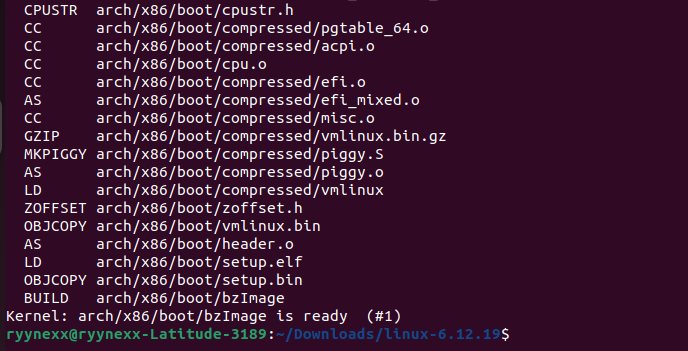 CPUSTR arch/x86/boot/cpustr.h
CC arch/x86/boot/compressed/pgtable_64.o
CC arch/x86/boot/compressed/acpi.o
CC arch/x86/boot/cpu.o
CC arch/x86/boot/compressed/efi.o
AS arch/x86/boot/compressed/efi_mixed.o
CC arch/x86/boot/compressed/misc.o
GZIP arch/x86/boot/compressed/vmlinux.bin.gz
MKPIGGY arch/x86/boot/compressed/piggy.S
AS arch/x86/boot/compressed/piggy.o
LD arch/x86/boot/compressed/vmlinux
ZOFFSET arch/x86/boot/zoffset.h
OBJCOPY arch/x86/boot/vmlinux.bin
AS arch/x86/boot/header.o
LD arch/x86/boot/setup.elf
OBJCOPY arch/x86/boot/setup.bin
BUILD arch/x86/boot/bzImage
Kernel: arch/x86/boot/bzImage is ready (#1)
ryynexx@ryynexx-Latitude-3189:~/Downloads/linux-6.12.19$